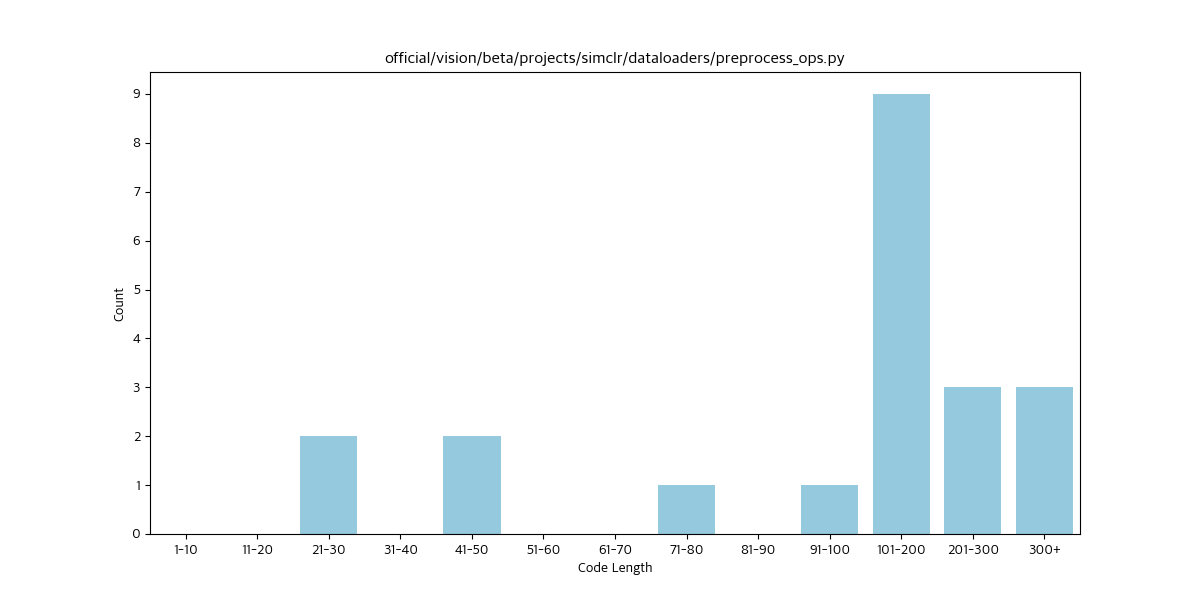 official/vision/beta/projects/simclr/dataloaders/preprocess_ops.py
9
8
7
6
5
4
3
2
1
0
Count
1-10 11-20 21-30 31-40 41-50 51-60 61-70 71-80 81-90 91-100 101-200 201-300 300+
Code Length